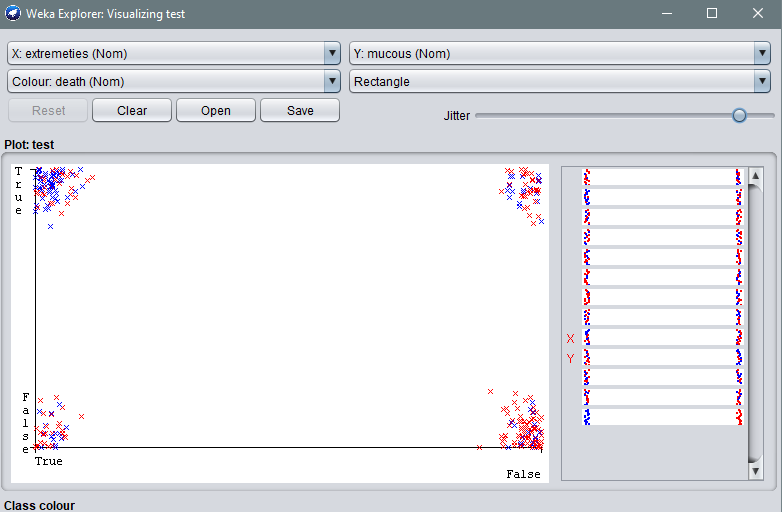 Weka Explorer: Visualizing test
X: extremeties (Nom)
Y: mucous (Nom)
Colour: death (Nom)
Rectangle
Reset
Clear
Open
Save
Jitter
Plot: test
True
False
True
False
X
Y
Class colour